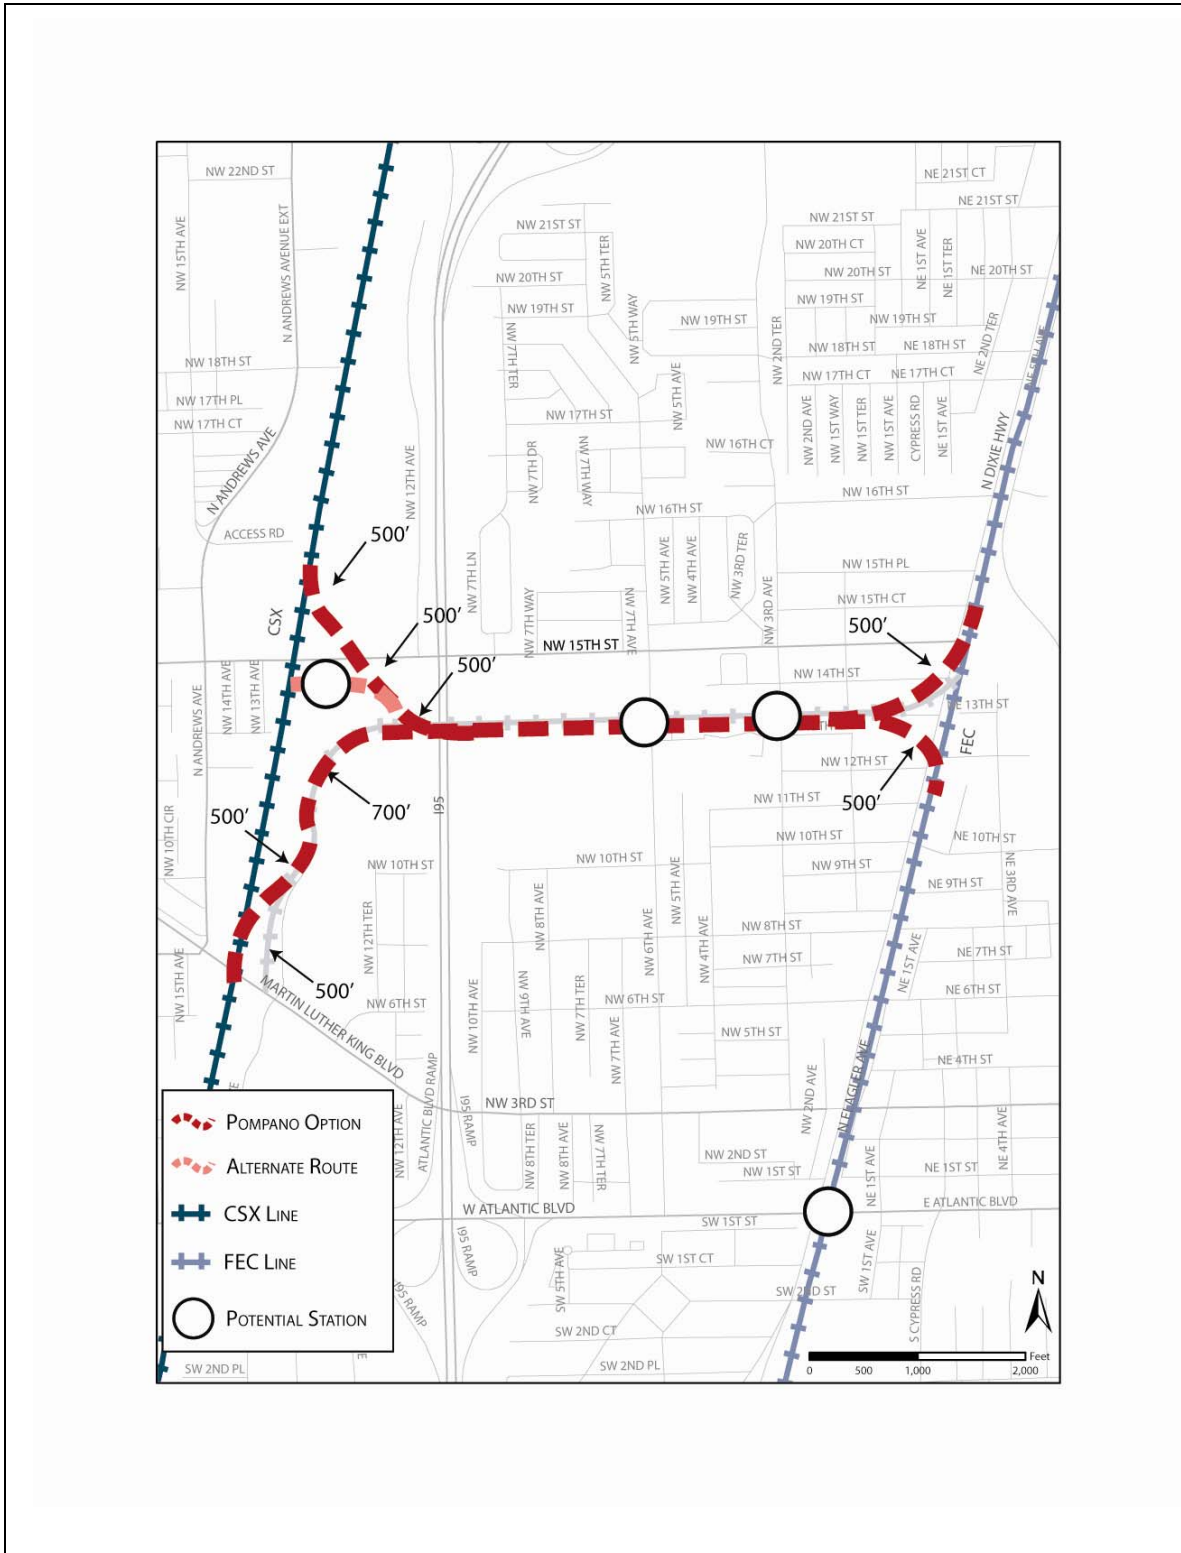 NW 22ND ST
NE 21ST CT
NE 21ST ST
NW 15TH AVE
N ANDREWS AVENUE EXT
NW 21ST ST
NW 5TH TER
NW 21ST ST
NW 20TH CT
NE 1ST AVE
NE 1ST TER
NW 20TH ST
NW 20TH ST
NE 20TH ST
NW 19TH ST
NW 19TH ST
NW 5TH WAY
NW 19TH ST
NW 19TH ST
NW 7TH TER
NW 2ND TER
NW 18TH ST
NE 18TH ST
NE 2ND TER
NE 5TH AVE
NW 18TH ST
NW 17TH CT
NE 17TH CT
NW 17TH PL
NW 5TH AVE
NW 17TH CT
NW 17TH ST
NW 2ND AVE
NW 1ST WAY
NW 1ST TER
NW 1ST AVE
CYPRESS RD
NE 1ST AVE
N DIXIE HWY
NW 16TH CT
N ANDREWS AVE
NW 12TH AVE
NW 7TH DR
NW 7TH WAY
NW 16TH ST
NW 16TH ST
ACCESS RD
500'
NW 5TH AVE
NW 4TH AVE
NW 3RD TER
NW 15TH PL
NW 7TH LN
NW 7TH WAY
NW 7TH AVE
NW 3RD AVE
NW 15TH CT
CSX
500'
500'
NW 15TH ST
500'
NW 14TH AVE
NW 13TH AVE
N ANDREWS AVE
NW 14TH ST
NE 13TH ST
FEC
NW 12TH ST
NW 11TH ST
500'
I95
700'
500'
NW 10TH CIR
NW 10TH ST
NE 10TH ST
NW 10TH ST
NW 10TH ST
NW 9TH ST
NE 9TH ST
NE 3RD AVE
NW 5TH AVE
NW 8TH AVE
NW 12TH TER
NW 6TH AVE
NW 4TH AVE
NW 8TH ST
NE 1ST AVE
NE 7TH ST
NW 7TH ST
NW 15TH AVE
500'
NW 10TH AVE
NW 9TH AVE
NW 7TH TER
NW 6TH ST
NW 6TH ST
NE 6TH ST
MARTIN LUTHER KING BLVD
NW 7TH AVE
NW 5TH ST
NE 4TH ST
N FLAGLER AVE
NW 2ND AVE
ATLANTIC BLVD RAMP
NW 3RD ST
I95 RAMP
NW 12TH AVE
NW 8TH TER
NW 8TH AVE
NW 7TH TER
NW 2ND ST
NW 1ST ST
NE 1ST AVE
NE 1ST ST
NE 4TH AVE
W ATLANTIC BLVD
E ATLANTIC BLVD
SW 1ST ST
I95 RAMP
SW 5TH AVE
SW 1ST CT
SW 1ST AVE
I95 RAMP
SW 2ND ST
S CYPRESS RD
SW 2ND CT
SW 2ND PL
SW 2ND PL
POMPANO OPTION
ALTERNATE ROUTE
CSX LINE
FEC LINE
POTENTIAL STATION
N
Feet
0 500 1,000 2,000